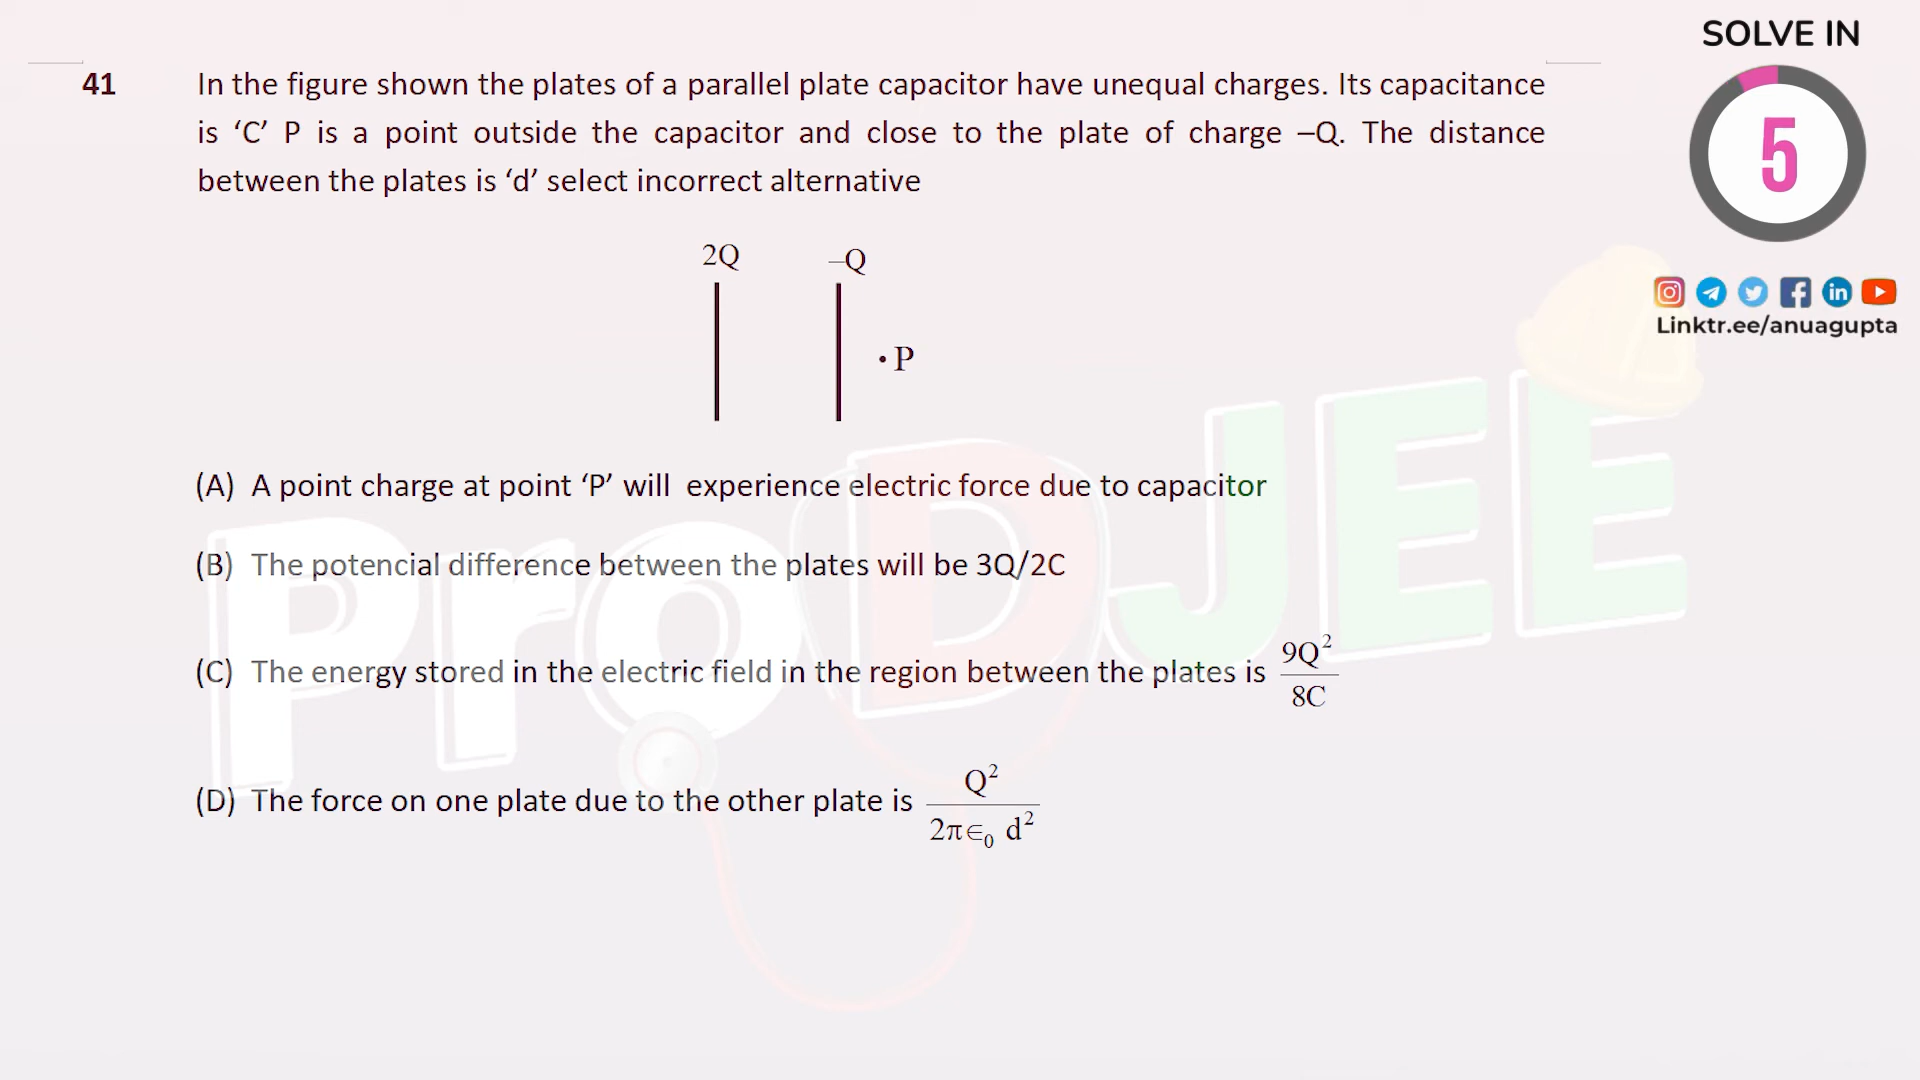 SOLVE IN
5
Linktr.ee/anuagupta
41 In the figure shown the plates of a parallel plate capacitor have unequal charges. Its capacitance
is ‘C’ P is a point outside the capacitor and close to the plate of charge –Q. The distance
between the plates is ‘d’ select incorrect alternative
2Q –Q
P
(A) A point charge at point ‘P’ will experience electric force due to capacitor
(B) The potencial difference between the plates will be 3Q/2C
(C) The energy stored in the electric field in the region between the plates is 9Q²/8C
(D) The force on one plate due to the other plate is Q²/2π∈₀ d²
ProDJEE